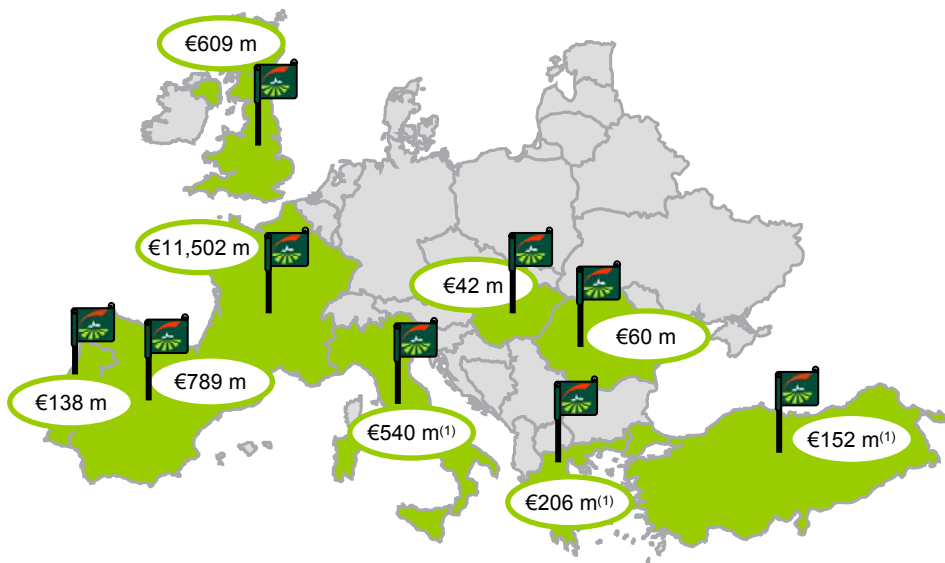 €609 m
€11,502 m
€42 m
€60 m
€789 m
€138 m
€540 m(1)
€152 m(1)
€206 m(1)